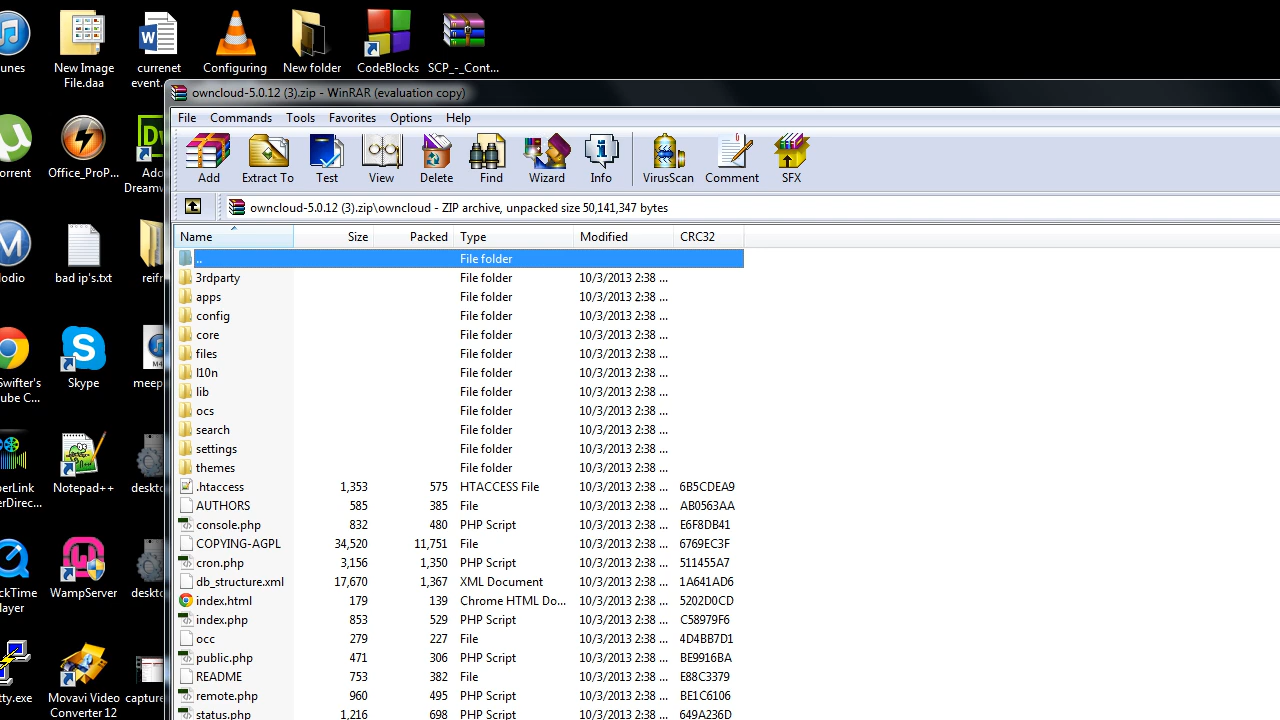 unes
New Image
File.daa
currenet
event....
Configuring
New folder
CodeBlocks
SCP_-_Cont...
owncloud-5.0.12 (3).zip - WinRAR (evaluation copy)
File Commands Tools Favorites Options Help
Add Extract To Test View Delete Find Wizard Info VirusScan Comment SFX
owncloud-5.0.12 (3).zip\owncloud - ZIP archive, unpacked size 50,141,347 bytes
Name Size Packed Type Modified CRC32
.. File folder
3rdparty File folder 10/3/2013 2:38 ...
apps File folder 10/3/2013 2:38 ...
config File folder 10/3/2013 2:38 ...
core File folder 10/3/2013 2:38 ...
files File folder 10/3/2013 2:38 ...
l10n File folder 10/3/2013 2:38 ...
lib File folder 10/3/2013 2:38 ...
ocs File folder 10/3/2013 2:38 ...
search File folder 10/3/2013 2:38 ...
settings File folder 10/3/2013 2:38 ...
themes File folder 10/3/2013 2:38 ...
.htaccess 1,353 575 HTACCESS File 10/3/2013 2:38 ... 6B5CDEA9
AUTHORS 585 385 File 10/3/2013 2:38 ... AB0563AA
console.php 832 480 PHP Script 10/3/2013 2:38 ... E6F8DB41
COPYING-AGPL 34,520 11,751 File 10/3/2013 2:38 ... 6769FC3F
cron.php 3,156 1,350 PHP Script 10/3/2013 2:38 ... 511455A7
db_structure.xml 17,670 1,367 XML Document 10/3/2013 2:38 ... 1A641AD6
index.html 179 139 Chrome HTML Do... 10/3/2013 2:38 ... 5202D0CD
index.php 853 529 PHP Script 10/3/2013 2:38 ... C58979F6
occ 279 227 File 10/3/2013 2:38 ... 4D4BB7D1
public.php 471 306 PHP Script 10/3/2013 2:38 ... BE9B16BA
README 753 382 File 10/3/2013 2:38 ... E88C3379
remote.php 960 495 PHP Script 10/3/2013 2:38 ... BE1C6106
status.php 1,216 698 PHP Script 10/3/2013 2:38 ... 649A236D
orrent
Office_ProP...
Ado
Dreamw
Dw
lodio
bad ip's.txt
reifr
Swifter's
ube C...
Skype
meep
M4
erLink
erDirec...
Notepad++
deskto
ckTime
layer
WampServer
deskto
tty.exe
Movavi Video
Converter 12
capture